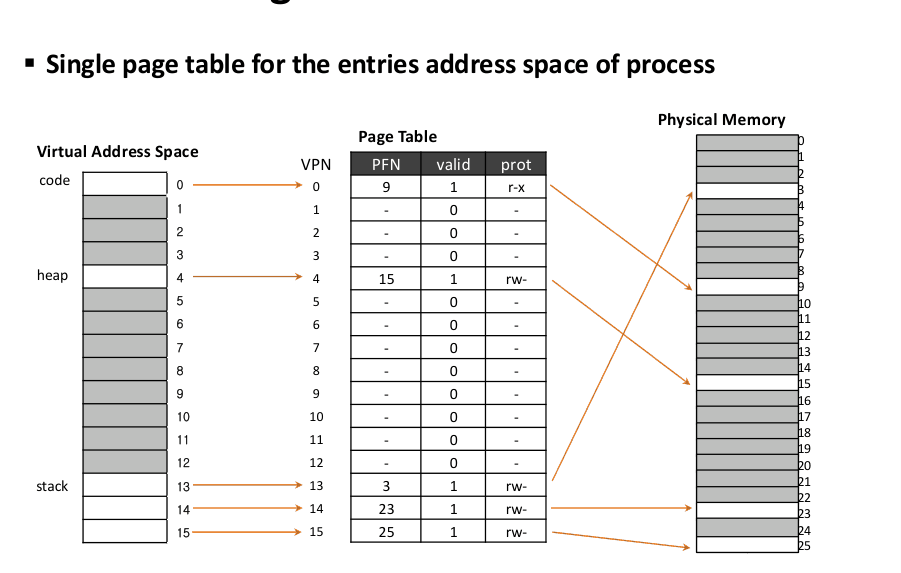 g
▪ Single page table for the entries address space of process
Physical Memory
Page Table
Virtual Address Space
VPN PFN valid prot
code 0 0 9 1 r-x
1 1 - 0 -
2 2 - 0 -
3 3 - 0 -
heap 4 4 15 1 rw-
5 5 - 0 -
6 6 - 0 -
7 7 - 0 -
8 8 - 0 -
9 9 - 0 -
10 10 - 0 -
11 11 - 0 -
12 12 - 0 -
stack 13 13 3 1 rw-
14 14 23 1 rw-
15 15 25 1 rw-
0
1
2
3
4
5
6
7
8
9
10
11
12
13
14
15
16
17
18
19
20
21
22
23
24
25